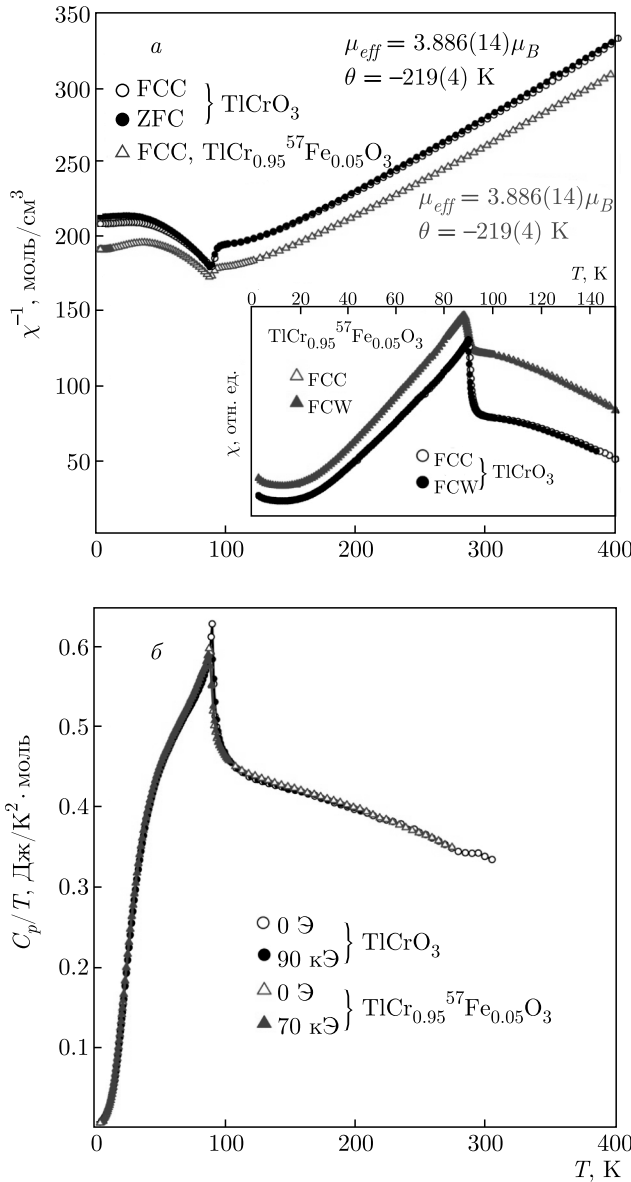 а
μeff = 3.886(14)μB
θ = −219(4) K
FCC
ZFC
} TlCrO3
FCC, TlCr0.95 57Fe0.05O3
μeff = 3.886(14)μB
θ = −219(4) K
χ−1, моль/см3
350
300
250
200
150
100
50
0
100
200
300
400
T, K
0
20
40
60
80
100
120
140
TlCr0.95 57Fe0.05O3
FCC
FCW
χ, отн. ед.
FCC
FCW
} TlCrO3
б
Cp/T, Дж/К2 · моль
0.6
0.5
0.4
0.3
0.2
0.1
0 Э
90 кЭ
} TlCrO3
0 Э
70 кЭ
} TlCr0.95 57Fe0.05O3
0
100
200
300
400
T, K